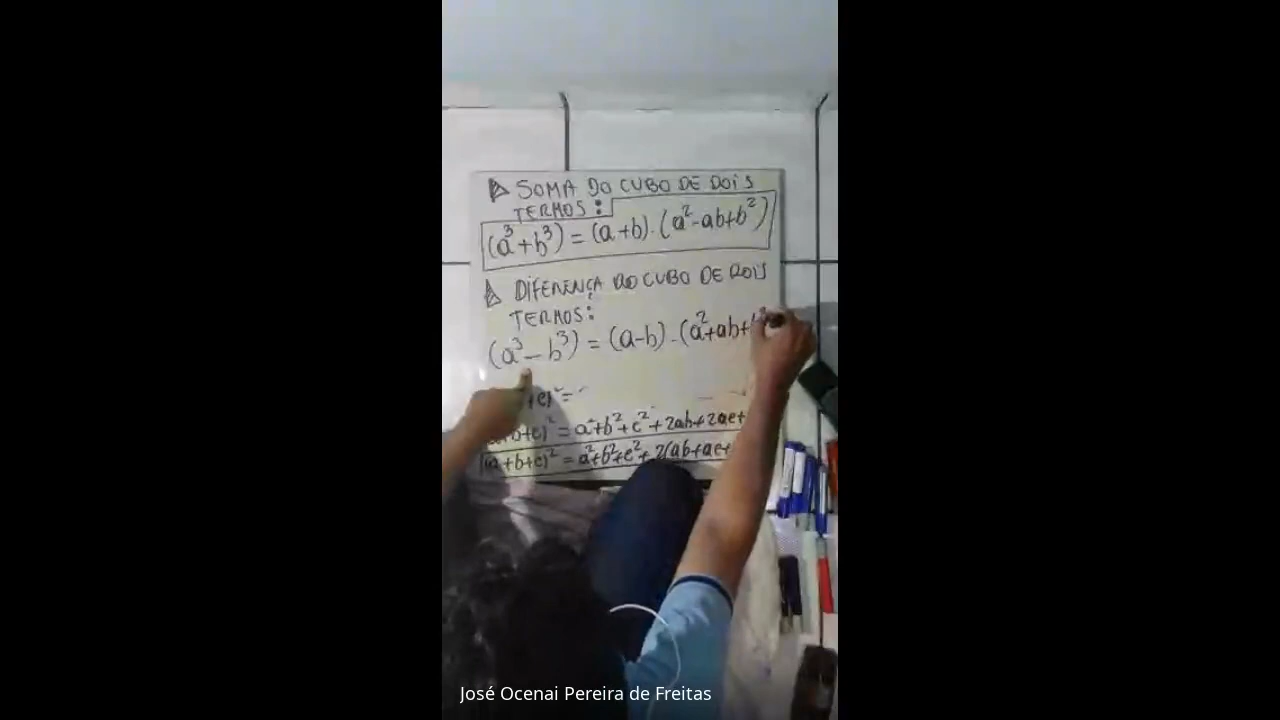 SOMA DO CUBO DE DOIS
TERMOS:
(a³+b³) = (a+b).(a²-ab+b²)
DIFERENÇA DO CUBO DE DOIS
TERMOS:
(a³-b³) = (a-b).(a²+ab+
+c)²=
+b+c)² = a²+b²+c²+2ab+2ac+
(a+b+c)² = a²+b²+c²+2(ab+ac+
José Ocenai Pereira de Freitas